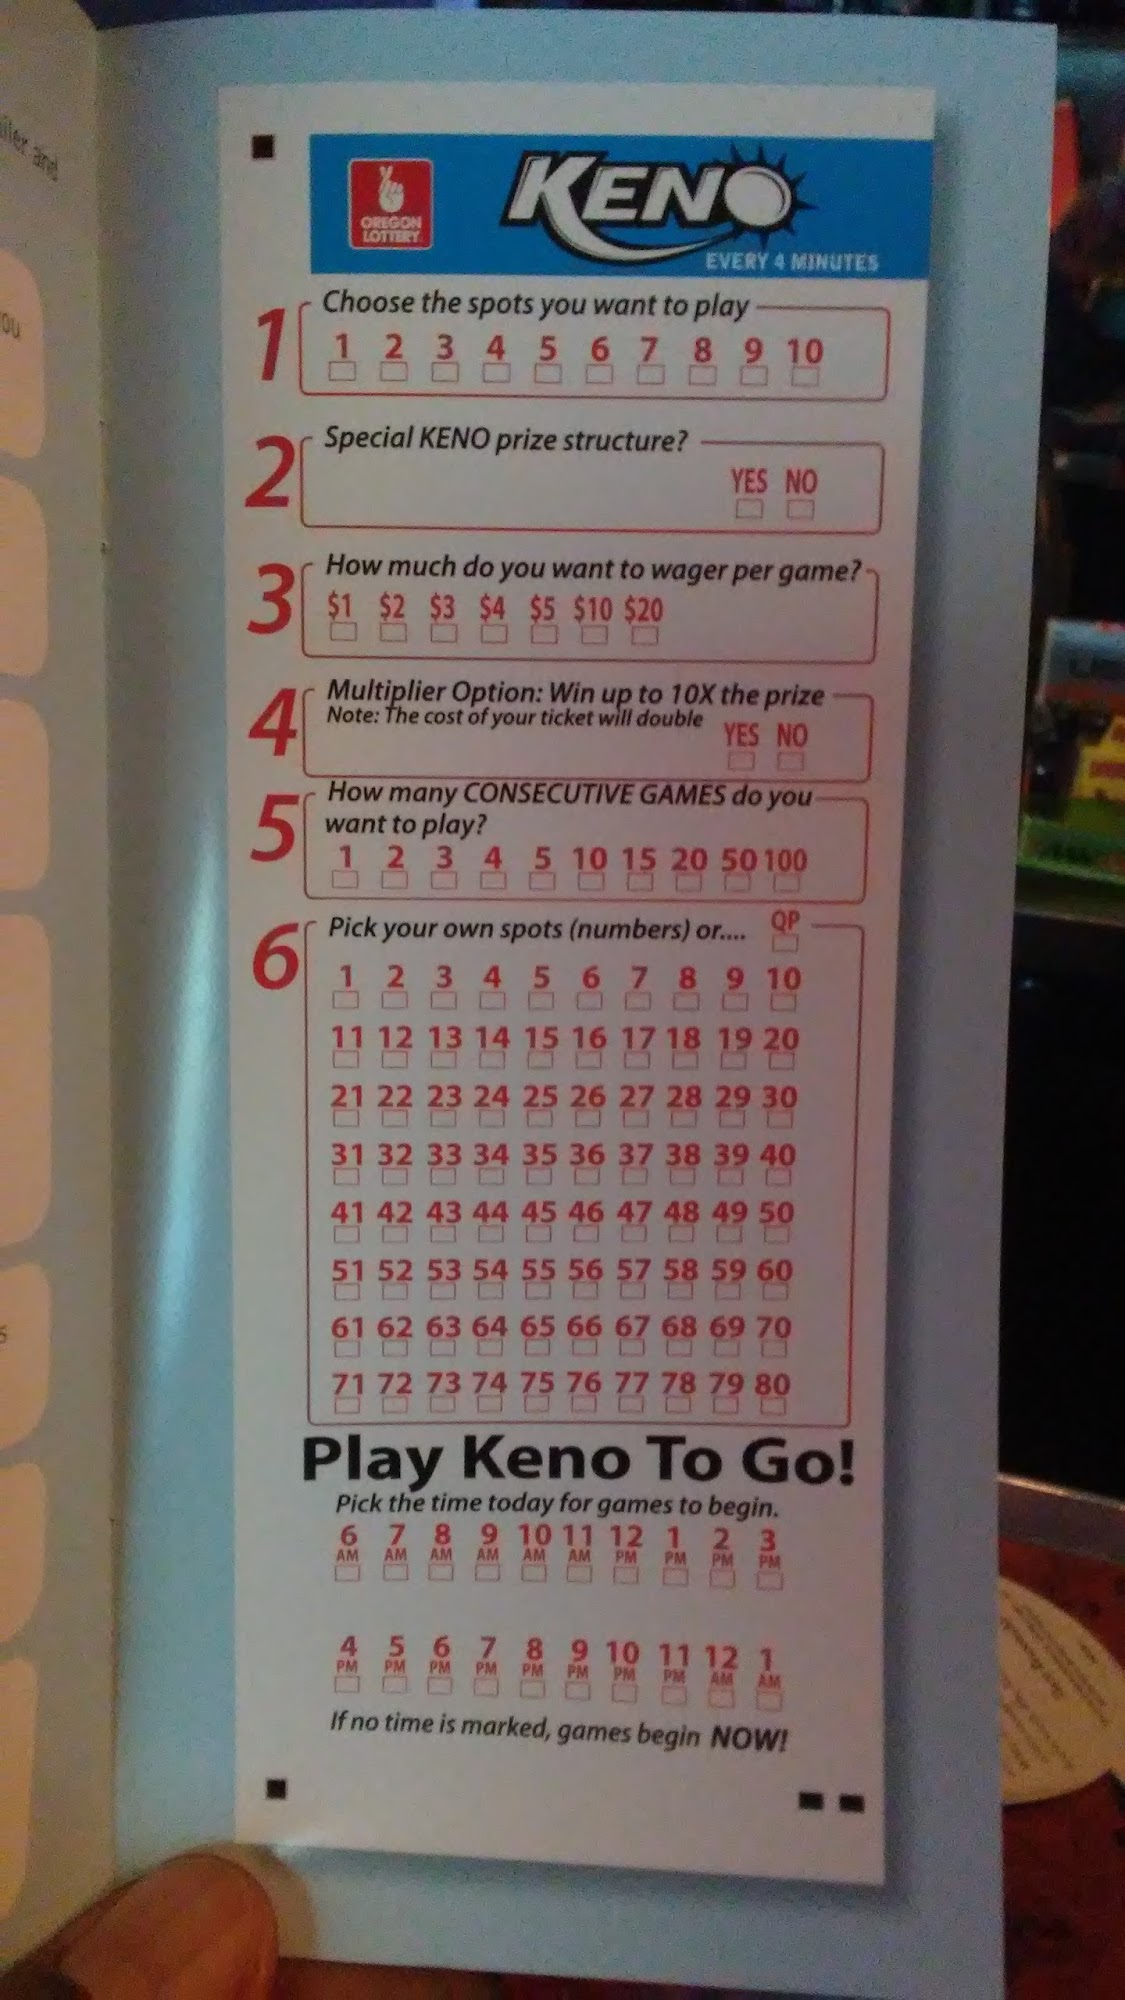 iler and
ou
s
OREGON
LOTTERY
KENO
EVERY 4 MINUTES
1
Choose the spots you want to play
1 2 3 4 5 6 7 8 9 10
2
Special KENO prize structure?
YES NO
3
How much do you want to wager per game?
$1 $2 $3 $4 $5 $10 $20
4
Multiplier Option: Win up to 10X the prize
Note: The cost of your ticket will double
YES NO
5
How many CONSECUTIVE GAMES do you
want to play?
1 2 3 4 5 10 15 20 50 100
6
Pick your own spots (numbers) or.... QP
1 2 3 4 5 6 7 8 9 10
11 12 13 14 15 16 17 18 19 20
21 22 23 24 25 26 27 28 29 30
31 32 33 34 35 36 37 38 39 40
41 42 43 44 45 46 47 48 49 50
51 52 53 54 55 56 57 58 59 60
61 62 63 64 65 66 67 68 69 70
71 72 73 74 75 76 77 78 79 80
Play Keno To Go!
Pick the time today for games to begin.
6 7 8 9 10 11 12 1 2 3
AM AM AM AM AM AM PM PM PM PM
4 5 6 7 8 9 10 11 12 1
PM PM PM PM PM PM PM PM AM AM
If no time is marked, games begin NOW!